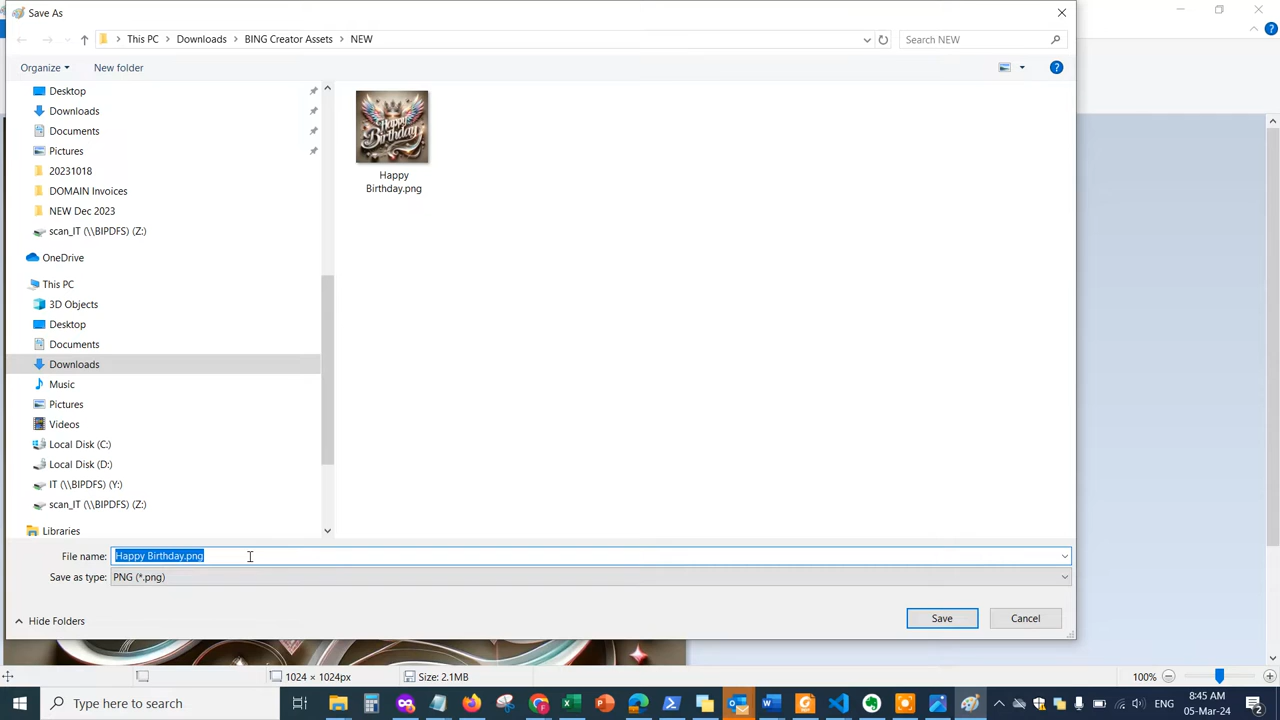 Save As
This PC > Downloads > BING Creator Assets > NEW
Search NEW
Organize
New folder
Desktop
Downloads
Documents
Pictures
20231018
DOMAIN Invoices
NEW Dec 2023
scan_IT (\\BIPDFS) (Z:)
OneDrive
This PC
3D Objects
Desktop
Documents
Downloads
Music
Pictures
Videos
Local Disk (C:)
Local Disk (D:)
IT (\\BIPDFS) (Y:)
scan_IT (\\BIPDFS) (Z:)
Libraries
Happy
Birthday
Happy
Birthday.png
File name: Happy Birthday.png
Save as type: PNG (*.png)
Hide Folders
Save
Cancel
1024 × 1024px
Size: 2.1MB
100%
Type here to search
ENG
8:45 AM
05-Mar-24
2